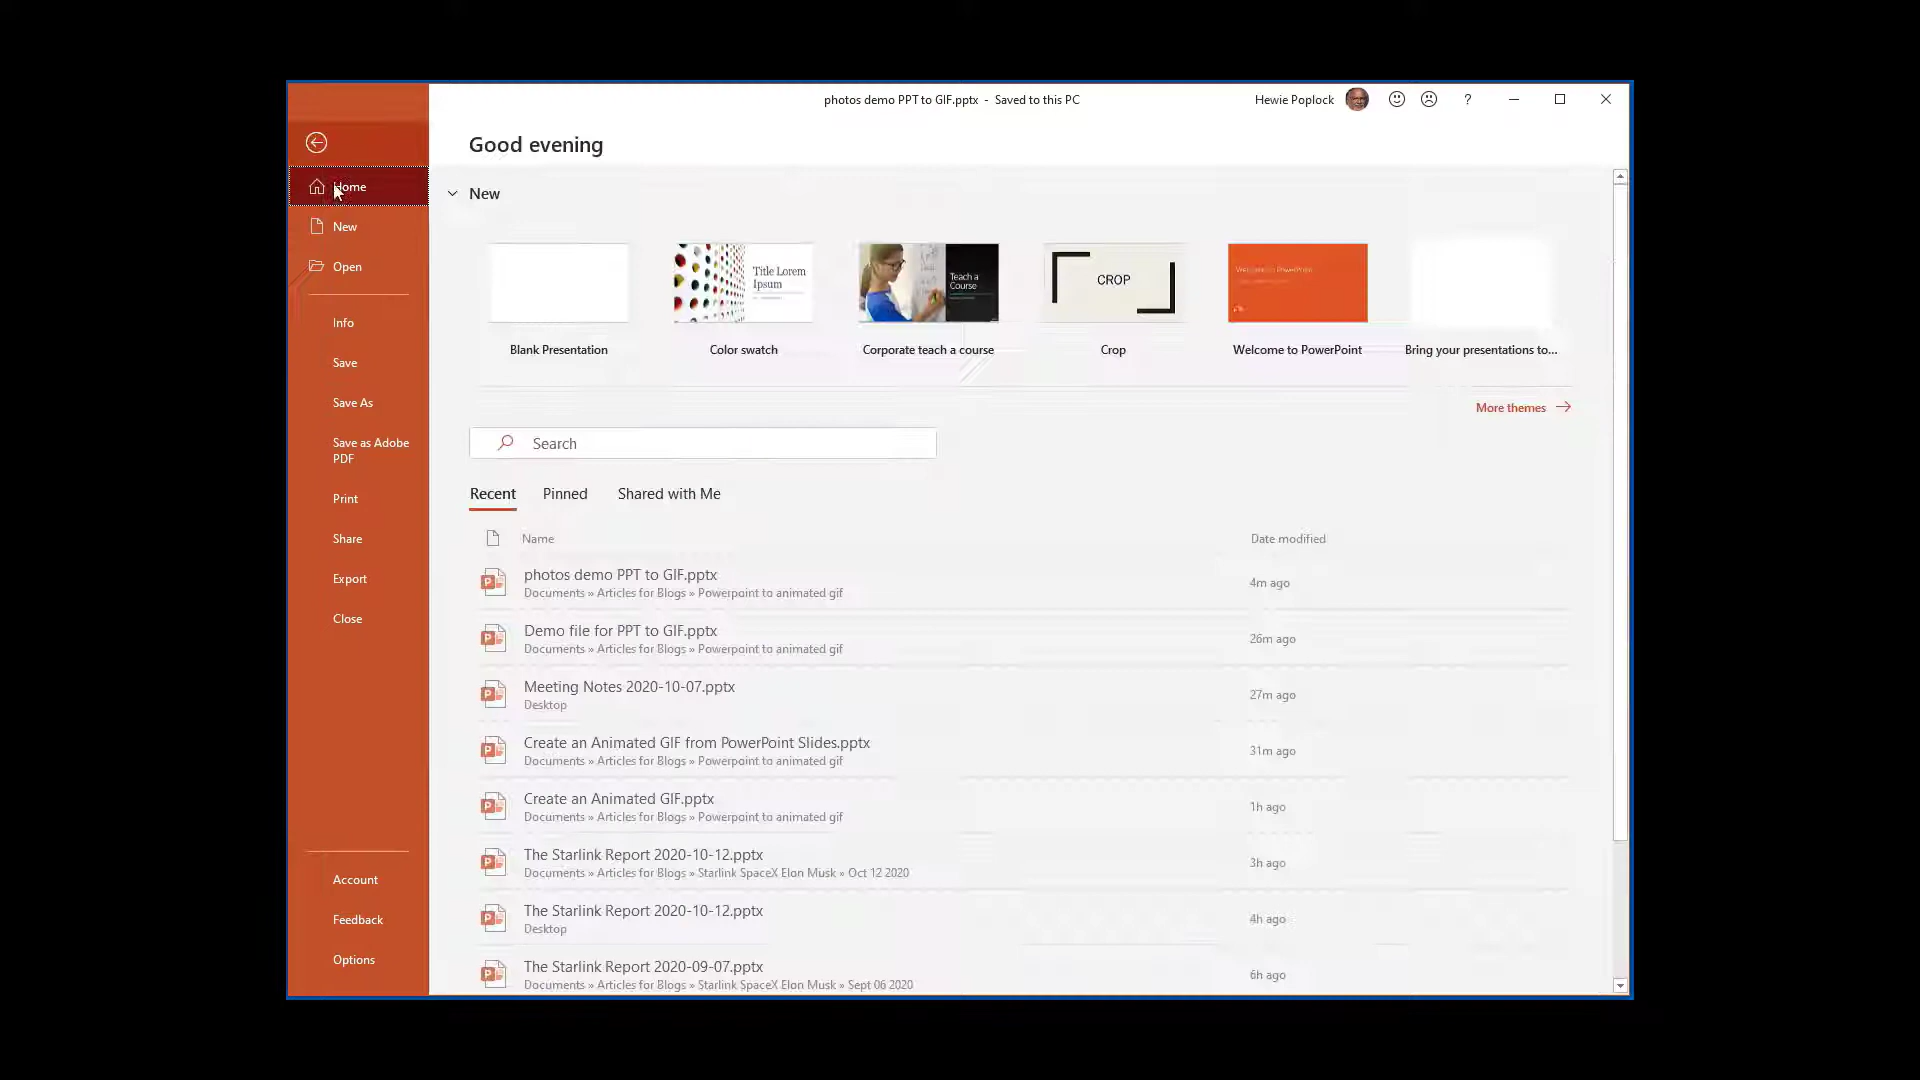 photos demo PPT to GIF.pptx - Saved to this PC
Hewie Poplock
?
Good evening
Home
New
Open
Info
Save
Save As
Save as Adobe
PDF
Print
Share
Export
Close
Account
Feedback
Options
New
Title Lorem
Ipsum
Teach a
Course
CROP
Welcome to PowerPoint
Blank Presentation
Color swatch
Corporate teach a course
Crop
Welcome to PowerPoint
Bring your presentations to...
More themes
Search
Recent
Pinned
Shared with Me
Name
Date modified
photos demo PPT to GIF.pptx
Documents » Articles for Blogs » Powerpoint to animated gif
4m ago
Demo file for PPT to GIF.pptx
Documents » Articles for Blogs » Powerpoint to animated gif
26m ago
Meeting Notes 2020-10-07.pptx
Desktop
27m ago
Create an Animated GIF from PowerPoint Slides.pptx
Documents » Articles for Blogs » Powerpoint to animated gif
31m ago
Create an Animated GIF.pptx
Documents » Articles for Blogs » Powerpoint to animated gif
1h ago
The Starlink Report 2020-10-12.pptx
Documents » Articles for Blogs » Starlink SpaceX Elon Musk » Oct 12 2020
3h ago
The Starlink Report 2020-10-12.pptx
Desktop
4h ago
The Starlink Report 2020-09-07.pptx
Documents » Articles for Blogs » Starlink SpaceX Elon Musk » Sept 06 2020
6h ago